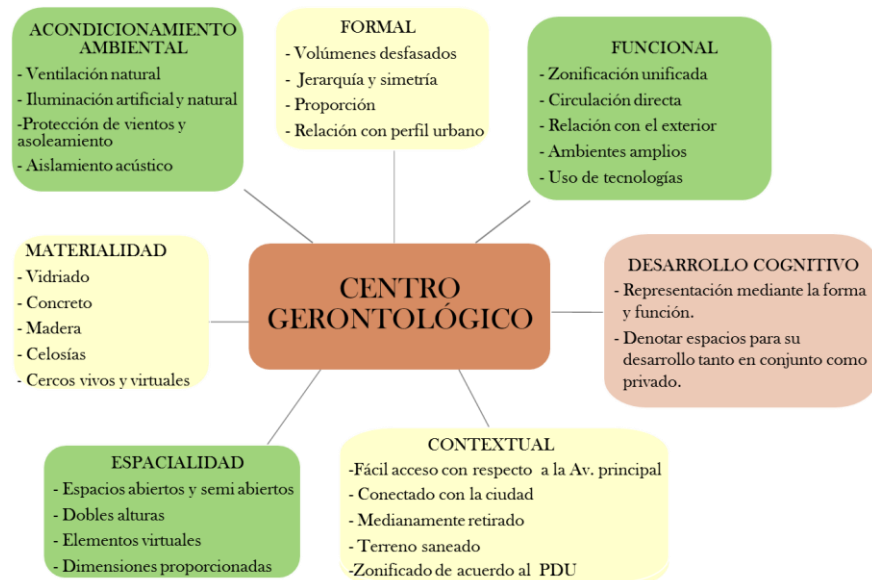 ACONDICIONAMIENTO
AMBIENTAL
- Ventilación natural
- Iluminación artificial y natural
-Protección de vientos y
asoleamiento
- Aislamiento acústico
FORMAL
- Volúmenes desfasados
- Jerarquía y simetría
- Proporción
- Relación con perfil urbano
FUNCIONAL
- Zonificación unificada
- Circulación directa
- Relación con el exterior
- Ambientes amplios
- Uso de tecnologías
MATERIALIDAD
- Vidriado
- Concreto
- Madera
- Celosías
- Cercos vivos y virtuales
CENTRO
GERONTOLÓGICO
DESARROLLO COGNITIVO
- Representación mediante la forma
y función.
- Denotar espacios para su
desarrollo tanto en conjunto como
privado.
ESPACIALIDAD
- Espacios abiertos y semi abiertos
- Dobles alturas
- Elementos virtuales
- Dimensiones proporcionadas
CONTEXTUAL
-Fácil acceso con respecto a la Av. principal
- Conectado con la ciudad
- Medianamente retirado
- Terreno saneado
-Zonificado de acuerdo al PDU